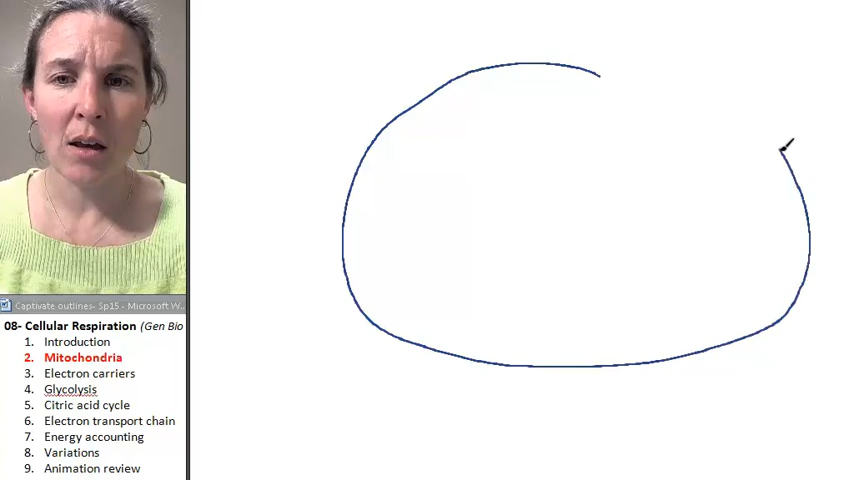 Captivate outlines- Sp15 - Microsoft W.
08- Cellular Respiration (Gen Bio
1. Introduction
2. Mitochondria
3. Electron carriers
4. Glycolysis
5. Citric acid cycle
6. Electron transport chain
7. Energy accounting
8. Variations
9. Animation review